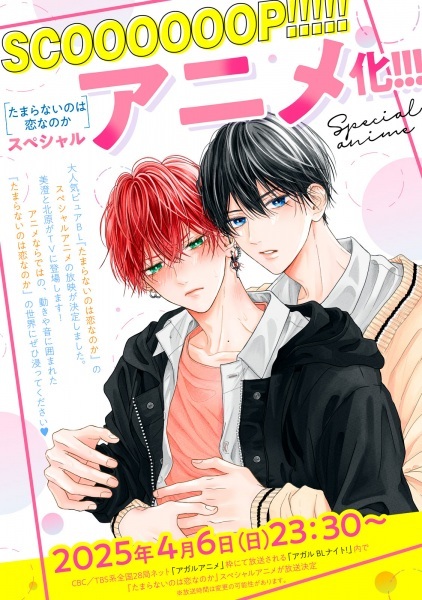 SCOOOOOOP!!!!!
アニメ化!!!
[たまらないのは
恋なのか]
スペシャル
Special
anime
大人気ピュアBL「たまらないのは恋なのか」の
スペシャルアニメの放映が決定しました。
美澄と北原がTVに登場します!
アニメならではの、動きや音に囲まれた
『たまらないのは恋なのか』の世界にぜひ浸ってください♥
2025年4月6日(日)23:30～
CBC／TBS系全国28局ネット「アガルアニメ」枠にて放送される「アガルBLナイト!」内で
『たまらないのは恋なのか』スペシャルアニメが放送決定
※放送時間は変更の可能性があります。